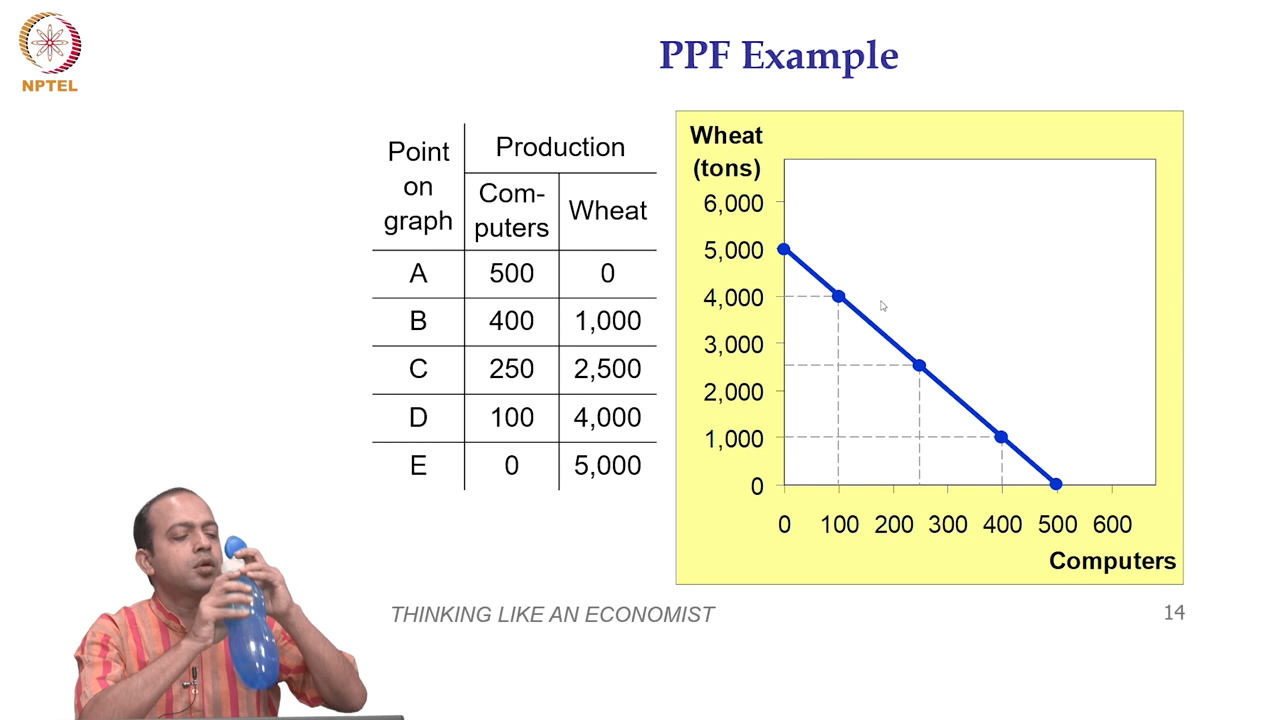 NPTEL
PPF Example
Point
on
graph
Production
Com-
puters
Wheat
A 500 0
B 400 1,000
C 250 2,500
D 100 4,000
E 0 5,000
Wheat
(tons)
6,000
5,000
4,000
3,000
2,000
1,000
0
0 100 200 300 400 500 600
Computers
THINKING LIKE AN ECONOMIST
14